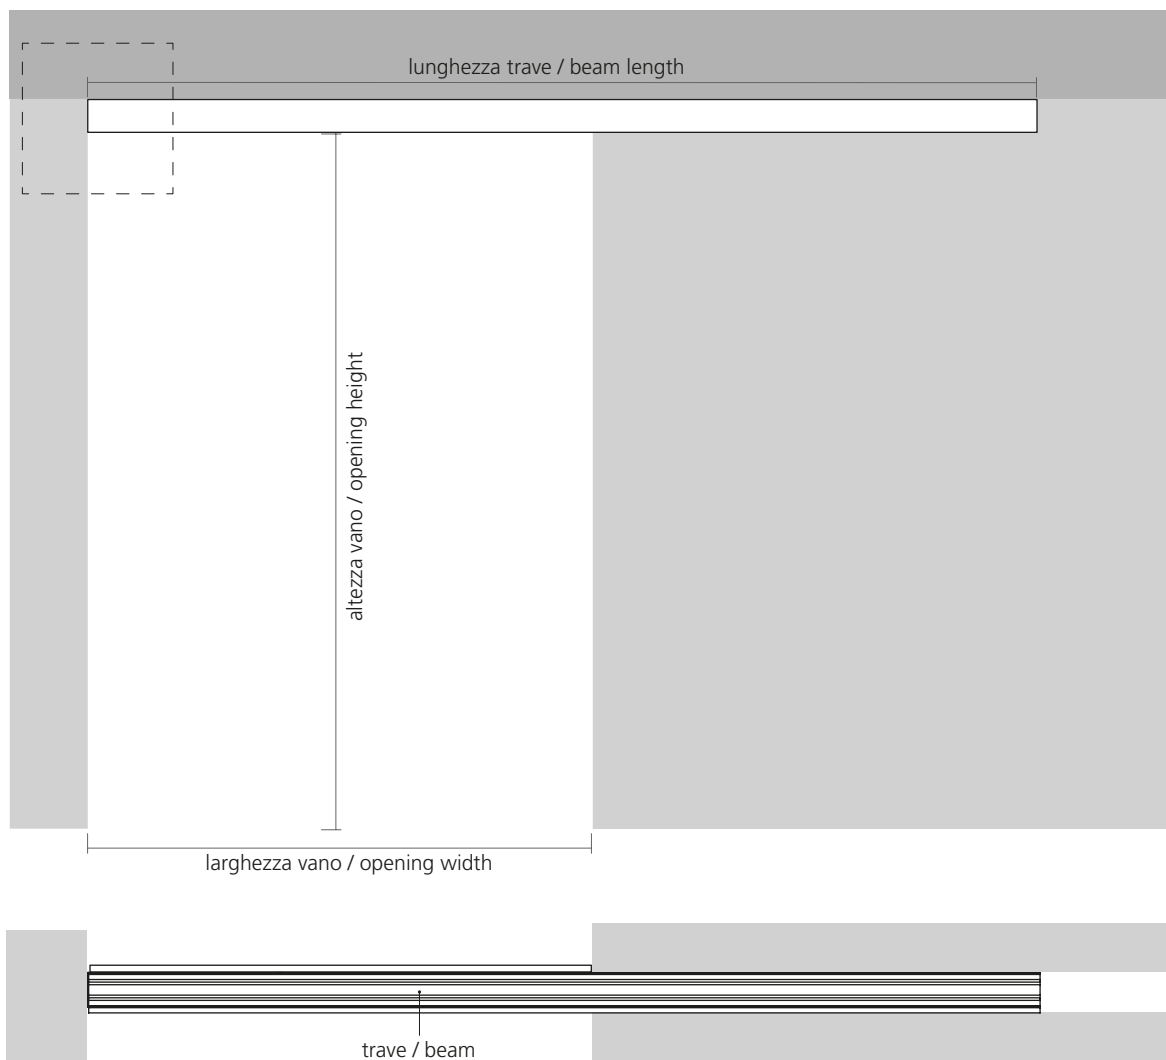 lunghezza trave / beam length
altezza vano / opening height
larghezza vano / opening width
trave / beam